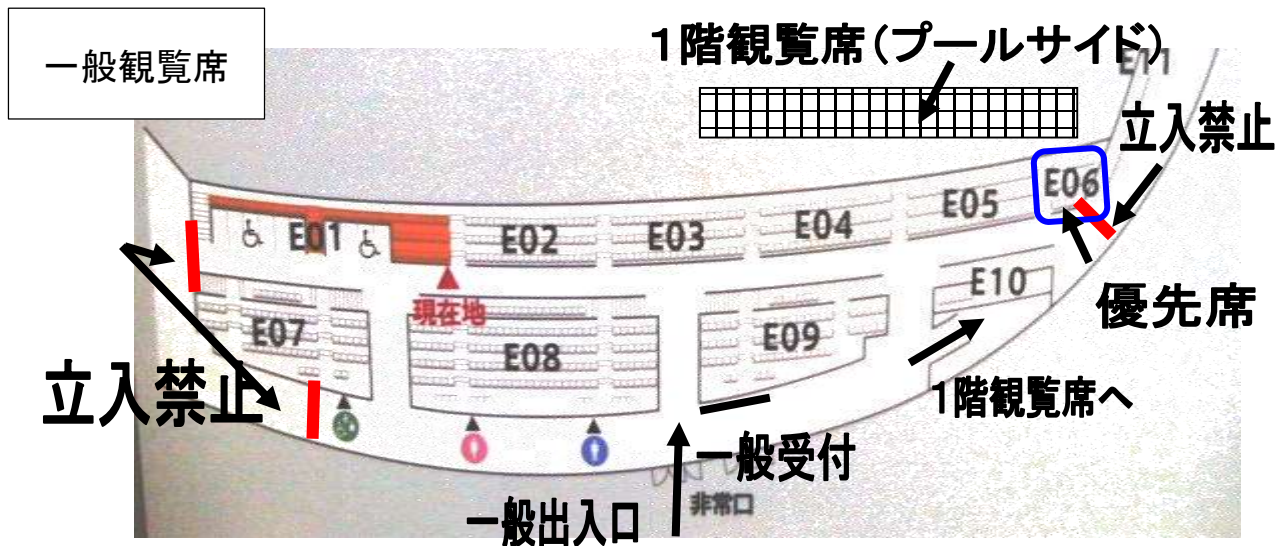 一般観覧席
1階観覧席(プールサイド)
E11
立入禁止
E06
E05
E04
E03
E02
E01
現在地
E10
優先席
E07
E08
E09
立入禁止
1階観覧席へ
一般受付
非常口
一般出入口